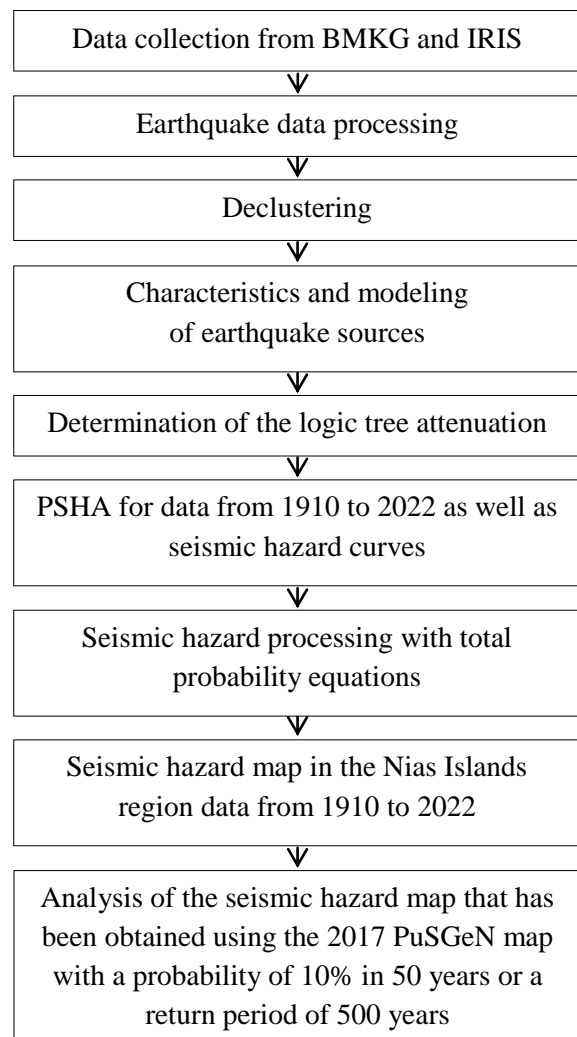 Data collection from BMKG and IRIS
Earthquake data processing
Declustering
Characteristics and modeling
of earthquake sources
Determination of the logic tree attenuation
PSHA for data from 1910 to 2022 as well as
seismic hazard curves
Seismic hazard processing with total
probability equations
Seismic hazard map in the Nias Islands
region data from 1910 to 2022
Analysis of the seismic hazard map that has
been obtained using the 2017 PuSGeN map
with a probability of 10% in 50 years or a
return period of 500 years